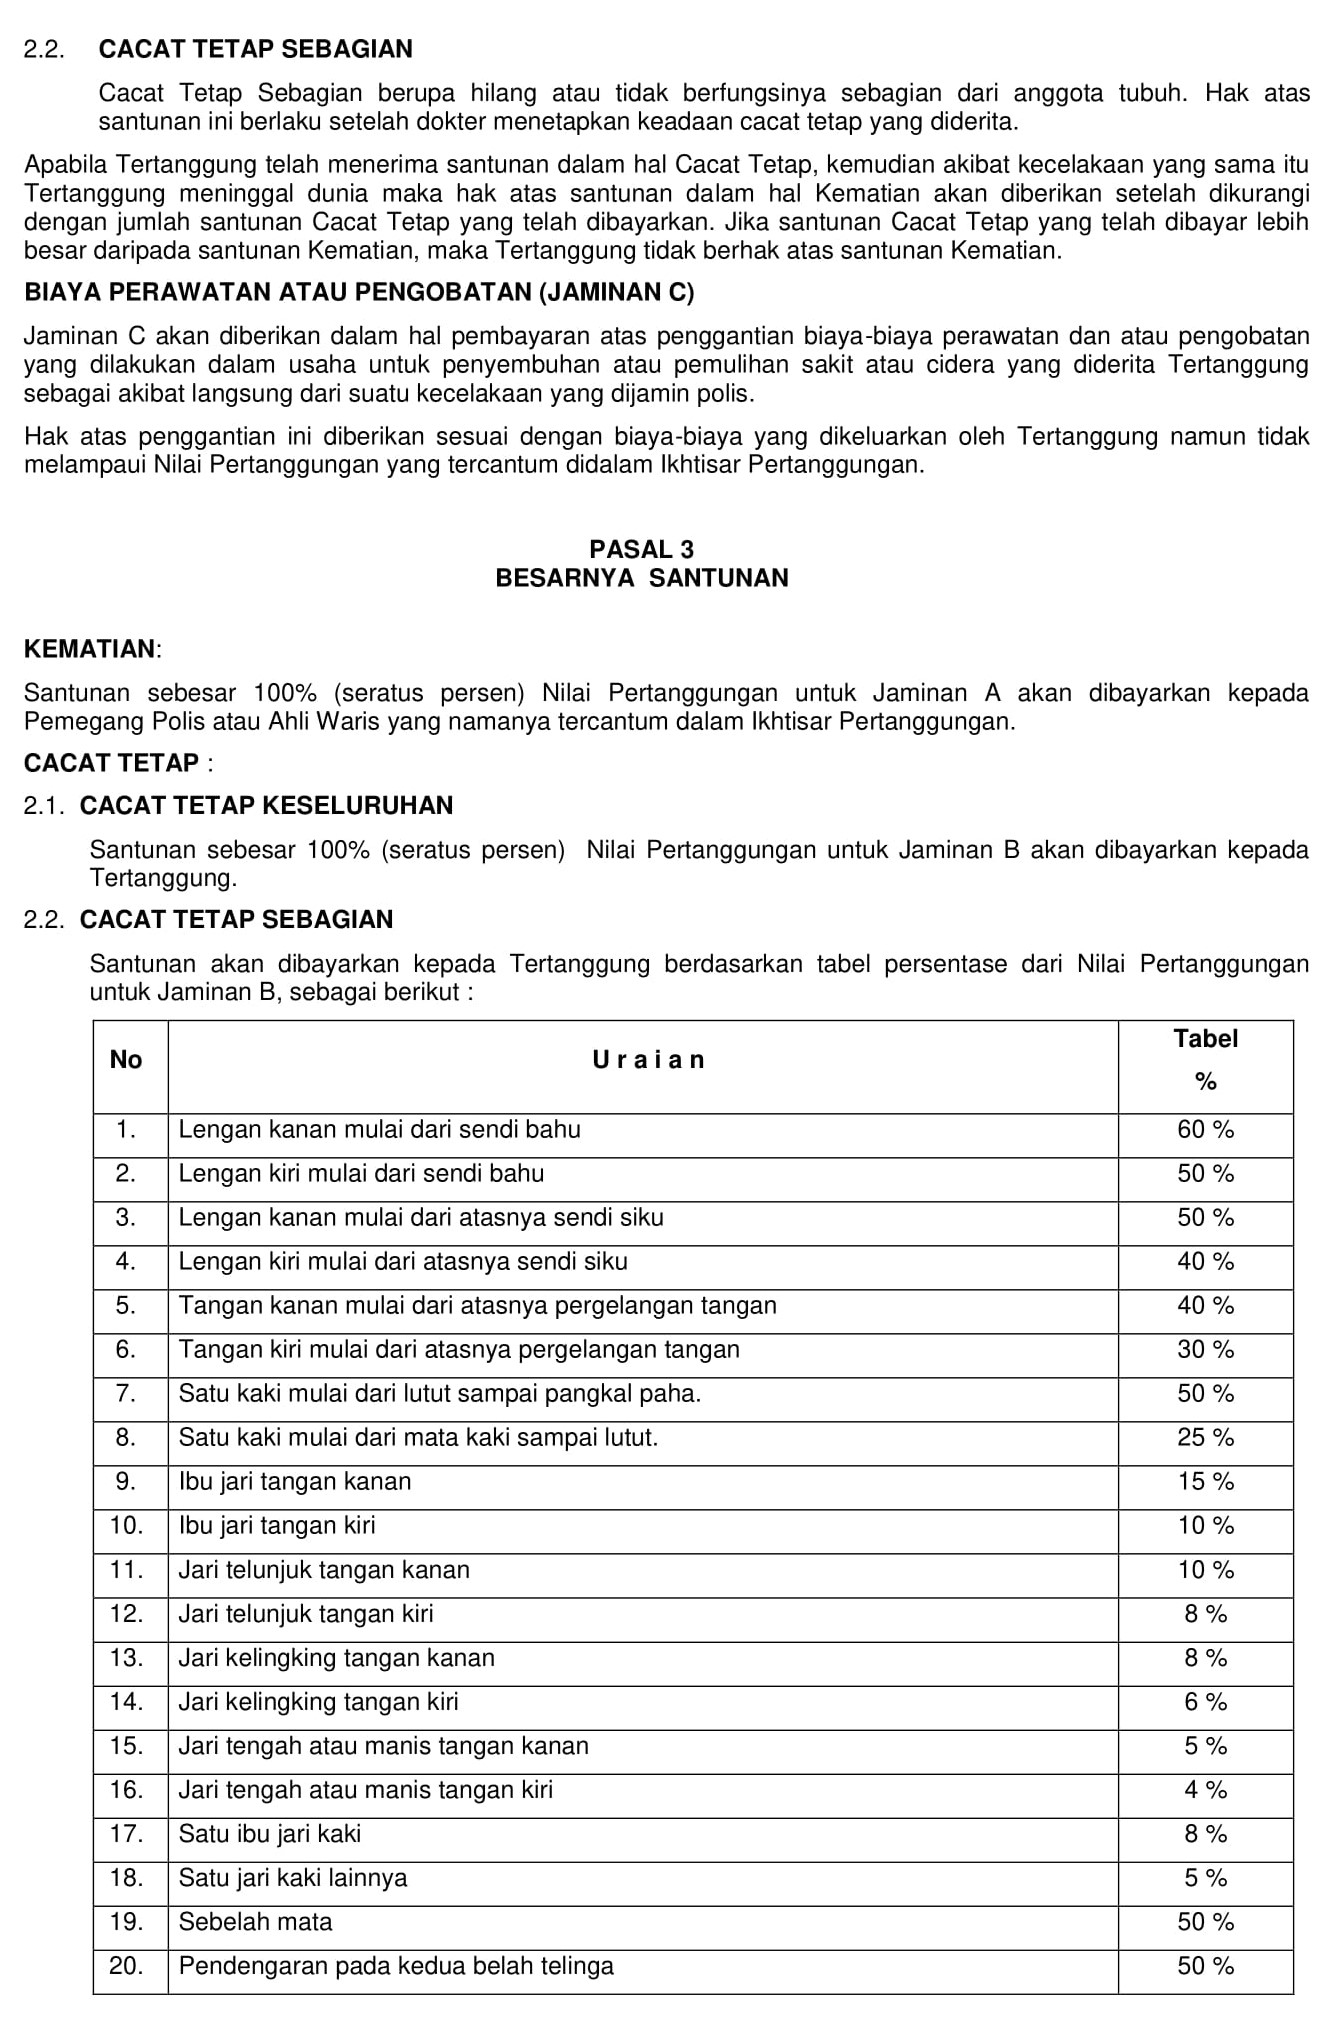 2.2. CACAT TETAP SEBAGIAN
Cacat Tetap Sebagian berupa hilang atau tidak berfungsinya sebagian dari anggota tubuh. Hak atas
santunan ini berlaku setelah dokter menetapkan keadaan cacat tetap yang diderita.
Apabila Tertanggung telah menerima santunan dalam hal Cacat Tetap, kemudian akibat kecelakaan yang sama itu
Tertanggung meninggal dunia maka hak atas santunan dalam hal Kematian akan diberikan setelah dikurangi
dengan jumlah santunan Cacat Tetap yang telah dibayarkan. Jika santunan Cacat Tetap yang telah dibayar lebih
besar daripada santunan Kematian, maka Tertanggung tidak berhak atas santunan Kematian.
BIAYA PERAWATAN ATAU PENGOBATAN (JAMINAN C)
Jaminan C akan diberikan dalam hal pembayaran atas penggantian biaya-biaya perawatan dan atau pengobatan
yang dilakukan dalam usaha untuk penyembuhan atau pemulihan sakit atau cidera yang diderita Tertanggung
sebagai akibat langsung dari suatu kecelakaan yang dijamin polis.
Hak atas penggantian ini diberikan sesuai dengan biaya-biaya yang dikeluarkan oleh Tertanggung namun tidak
melampaui Nilai Pertanggungan yang tercantum didalam Ikhtisar Pertanggungan.
PASAL 3
BESARNYA SANTUNAN
KEMATIAN:
Santunan sebesar 100% (seratus persen) Nilai Pertanggungan untuk Jaminan A akan dibayarkan kepada
Pemegang Polis atau Ahli Waris yang namanya tercantum dalam Ikhtisar Pertanggungan.
CACAT TETAP :
2.1. CACAT TETAP KESELURUHAN
Santunan sebesar 100% (seratus persen) Nilai Pertanggungan untuk Jaminan B akan dibayarkan kepada
Tertanggung.
2.2. CACAT TETAP SEBAGIAN
Santunan akan dibayarkan kepada Tertanggung berdasarkan tabel persentase dari Nilai Pertanggungan
untuk Jaminan B, sebagai berikut :
No U r a i a n Tabel %
1. Lengan kanan mulai dari sendi bahu 60 %
2. Lengan kiri mulai dari sendi bahu 50 %
3. Lengan kanan mulai dari atasnya sendi siku 50 %
4. Lengan kiri mulai dari atasnya sendi siku 40 %
5. Tangan kanan mulai dari atasnya pergelangan tangan 40 %
6. Tangan kiri mulai dari atasnya pergelangan tangan 30 %
7. Satu kaki mulai dari lutut sampai pangkal paha. 50 %
8. Satu kaki mulai dari mata kaki sampai lutut. 25 %
9. Ibu jari tangan kanan 15 %
10. Ibu jari tangan kiri 10 %
11. Jari telunjuk tangan kanan 10 %
12. Jari telunjuk tangan kiri 8 %
13. Jari kelingking tangan kanan 8 %
14. Jari kelingking tangan kiri 6 %
15. Jari tengah atau manis tangan kanan 5 %
16. Jari tengah atau manis tangan kiri 4 %
17. Satu ibu jari kaki 8 %
18. Satu jari kaki lainnya 5 %
19. Sebelah mata 50 %
20. Pendengaran pada kedua belah telinga 50 %